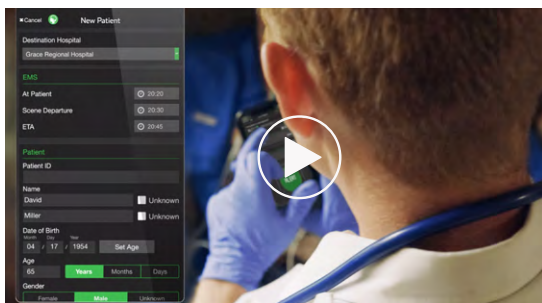 ✖Cancel New Patient
Destination Hospital
Grace Regional Hospital
EMS
At Patient 20:20
Scene Departure 20:30
ETA 20:45
Patient
Patient ID
Name
David Unknown
Miller Unknown
Date of Birth
Month Day Year
04 / 17 / 1954 Set Age
Age
65 Years Months Days
Gender
Female Male Unknown